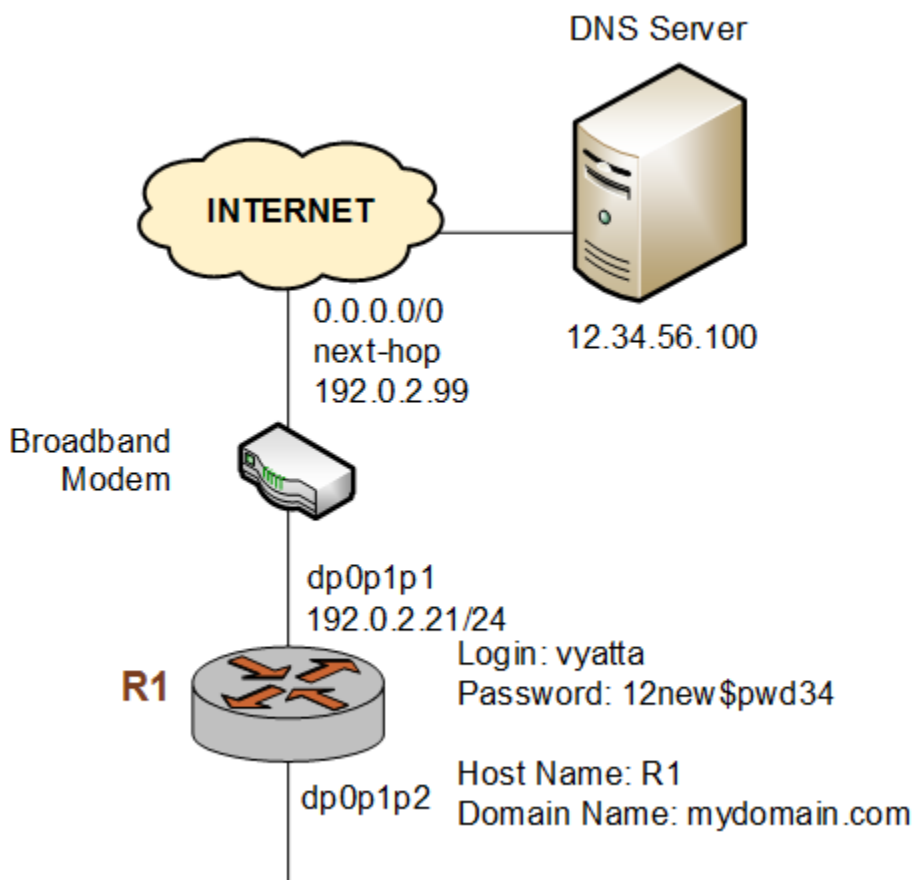 DNS Server
INTERNET
12.34.56.100
0.0.0.0/0
next-hop
192.0.2.99
Broadband
Modem
dp0p1p1
192.0.2.21/24
R1
Login: vyatta
Password: 12new$pwd34
Host Name: R1
Domain Name: mydomain.com
dp0p1p2